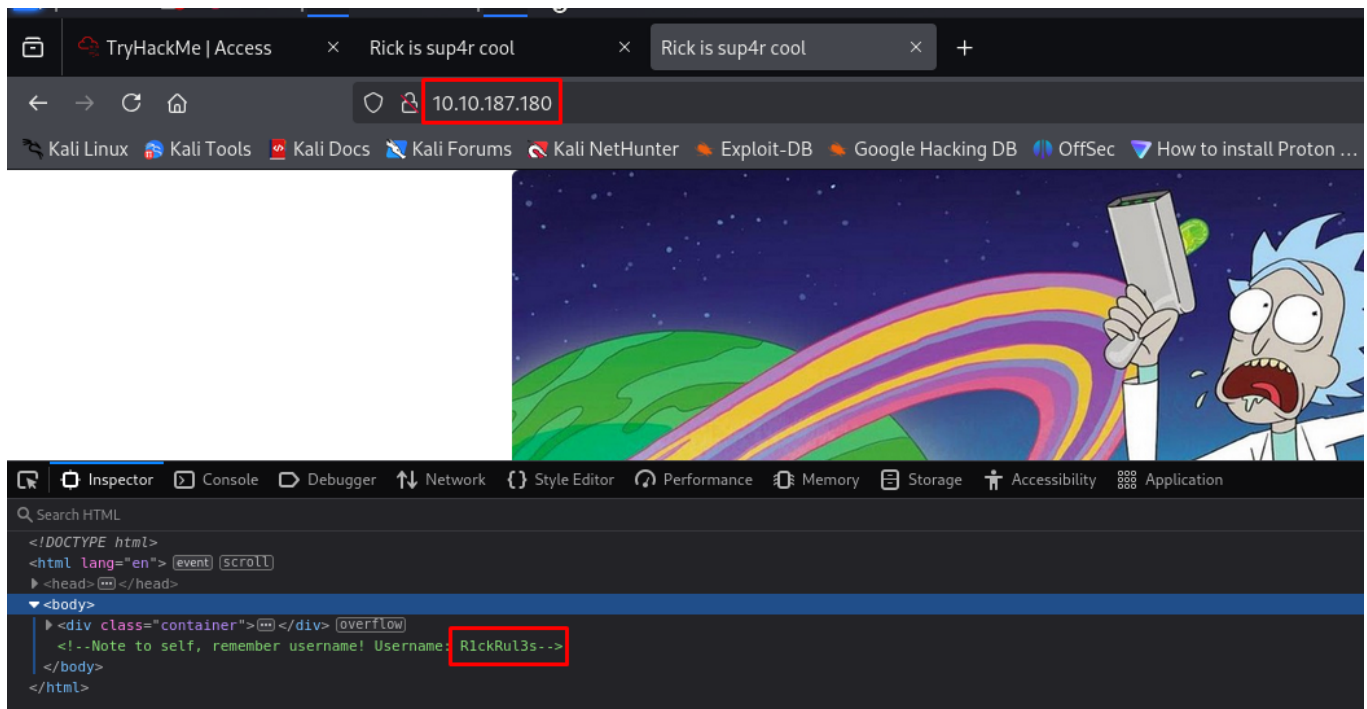 TryHackMe | Access × Rick is sup4r cool × Rick is sup4r cool × +
10.10.187.180
Kali Linux Kali Tools Kali Docs Kali Forums Kali NetHunter Exploit-DB Google Hacking DB OffSec How to install Proton ...
Inspector Console Debugger Network {} Style Editor Performance Memory Storage Accessibility Application
Search HTML
<!DOCTYPE html>
<html lang="en"> event scroll
<head> ... </head>
<body>
<div class="container"> ... </div> overflow
<!--Note to self, remember username! Username: R1ckRul3s-->
</body>
</html>